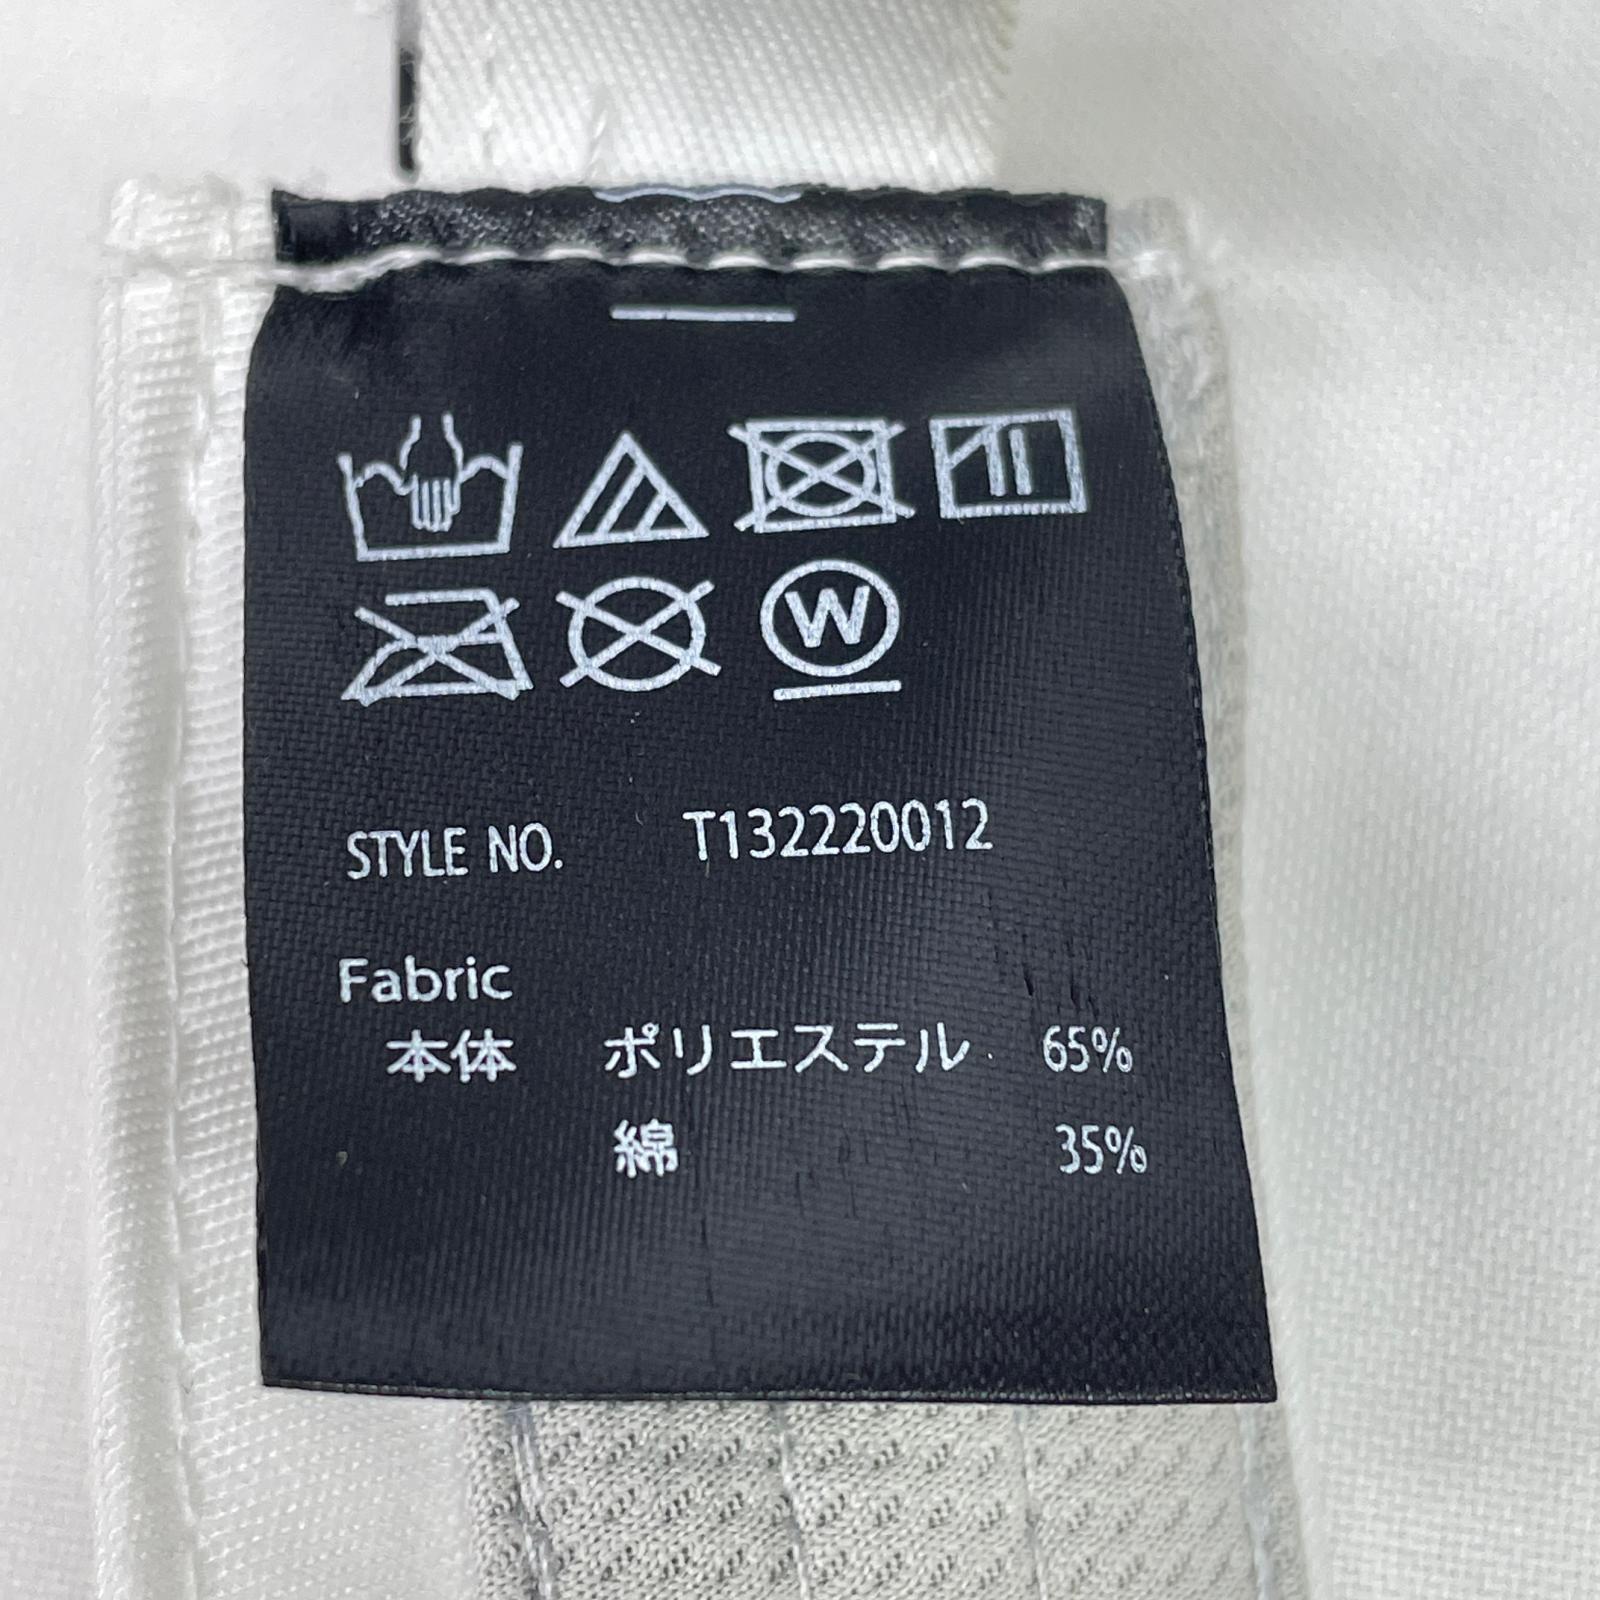 W
STYLE NO. T132220012
Fabric
本体 ポリエステル 65%
綿 35%